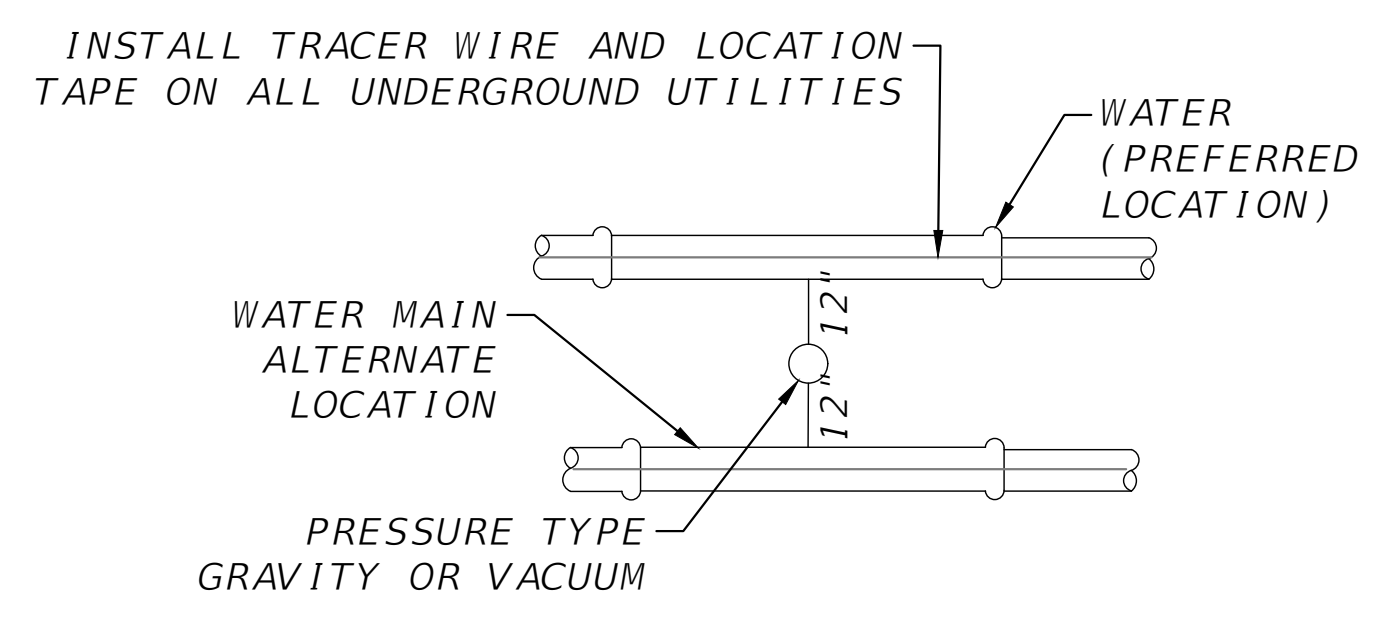 INSTALL TRACER WIRE AND LOCATION
TAPE ON ALL UNDERGROUND UTILITIES
WATER
(PREFERRED
LOCATION)
12"
WATER MAIN
ALTERNATE
LOCATION
12"
PRESSURE TYPE
GRAVITY OR VACUUM